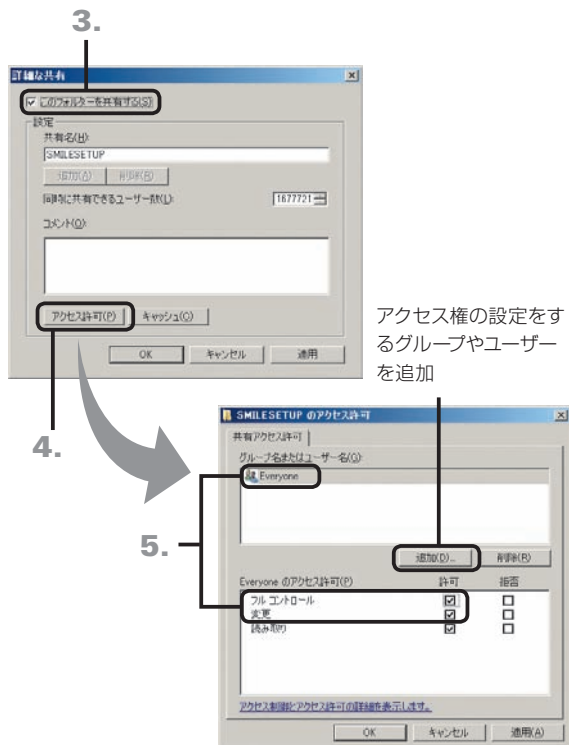 3.
詳細な共有
このフォルダーを共有する(S)
設定
共有名(H):
SMILESETUP
追加(A) 削除(R)
同時に共有できるユーザー数(L): 1677721
コメント(O):
アクセス許可(P) キャッシュ(C)
OK キャンセル 適用
4.
アクセス権の設定をす
るグループやユーザー
を追加
SMILESETUP のアクセス許可
共有アクセス許可
グループ名またはユーザー名(G):
Everyone
5.
追加(D)... 削除(R)
Everyone のアクセス許可(P) 許可 拒否
フル コントロール
変更
読み取り
アクセス制御とアクセス許可の詳細を表示します。
OK キャンセル 適用(A)